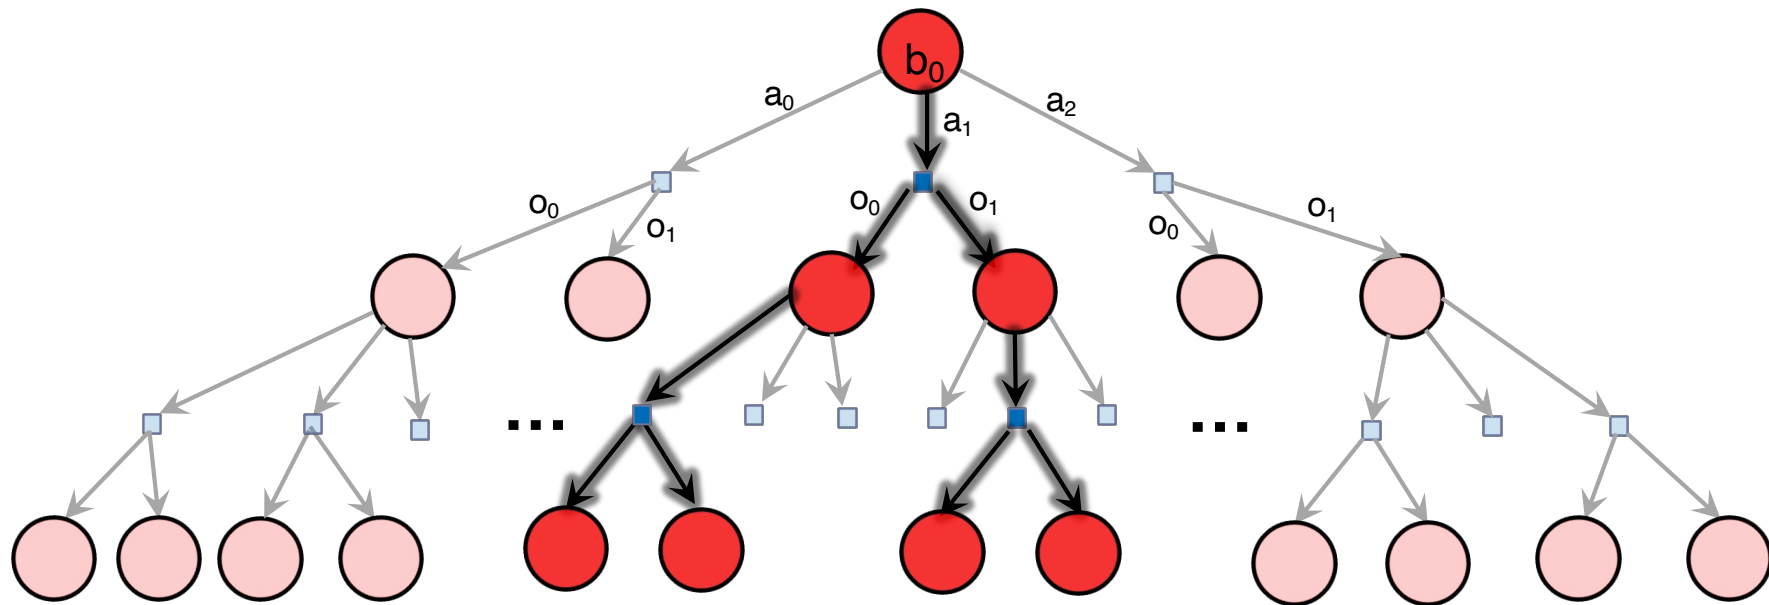 b₀
a₀
a₁
a₂
o₀
o₁
o₀
o₁
o₀
o₁
...
...